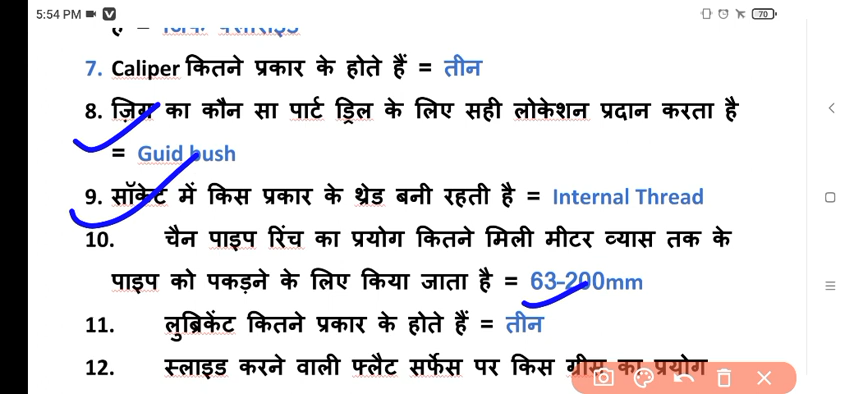 5:54 PM
70
है = जिंक क्लोराइड
7. Caliper कितने प्रकार के होते हैं = तीन
8. ज़िग का कौन सा पार्ट ड्रिल के लिए सही लोकेशन प्रदान करता है
= Guid bush
9. सॉकेट में किस प्रकार के थ्रेड बनी रहती है = Internal Thread
10. चैन पाइप रिंच का प्रयोग कितने मिली मीटर व्यास तक के
पाइप को पकड़ने के लिए किया जाता है = 63-200mm
11. लुब्रिकेंट कितने प्रकार के होते हैं = तीन
12. स्लाइड करने वाली फ्लैट सर्फेस पर किस ग्रीस का प्रयोग